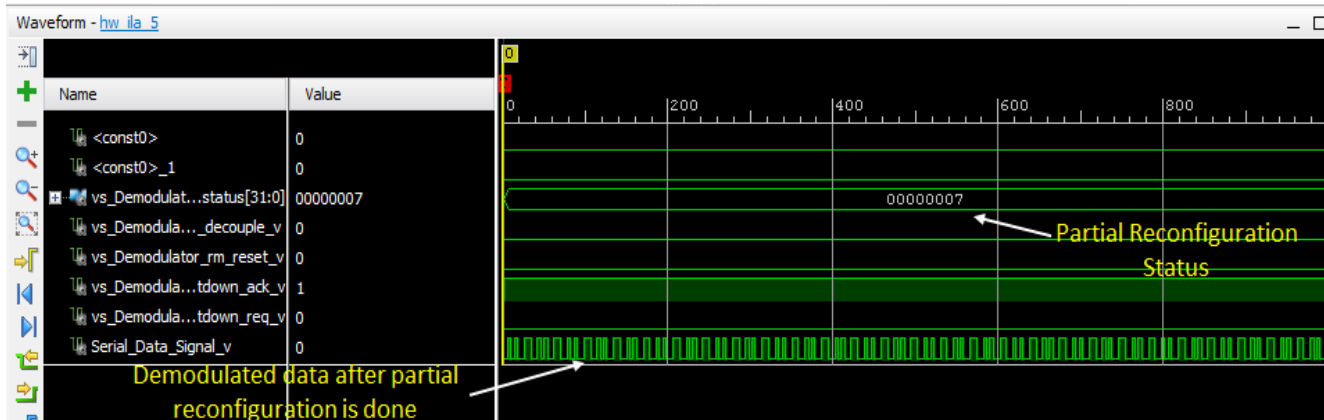 Waveform - hw_ila_5
0
Name Value
0 200 400 600 800
<const0> 0
<const0>_1 0
vs_Demodulat...status[31:0] 00000007 00000007
vs_Demodula..._decouple_v 0
Partial Reconfiguration
vs_Demodulator_rm_reset_v 0
Status
vs_Demodula...tdown_ack_v 1
vs_Demodula...tdown_req_v 0
Serial_Data_Signal_v 0
Demodulated data after partial
reconfiguration is done